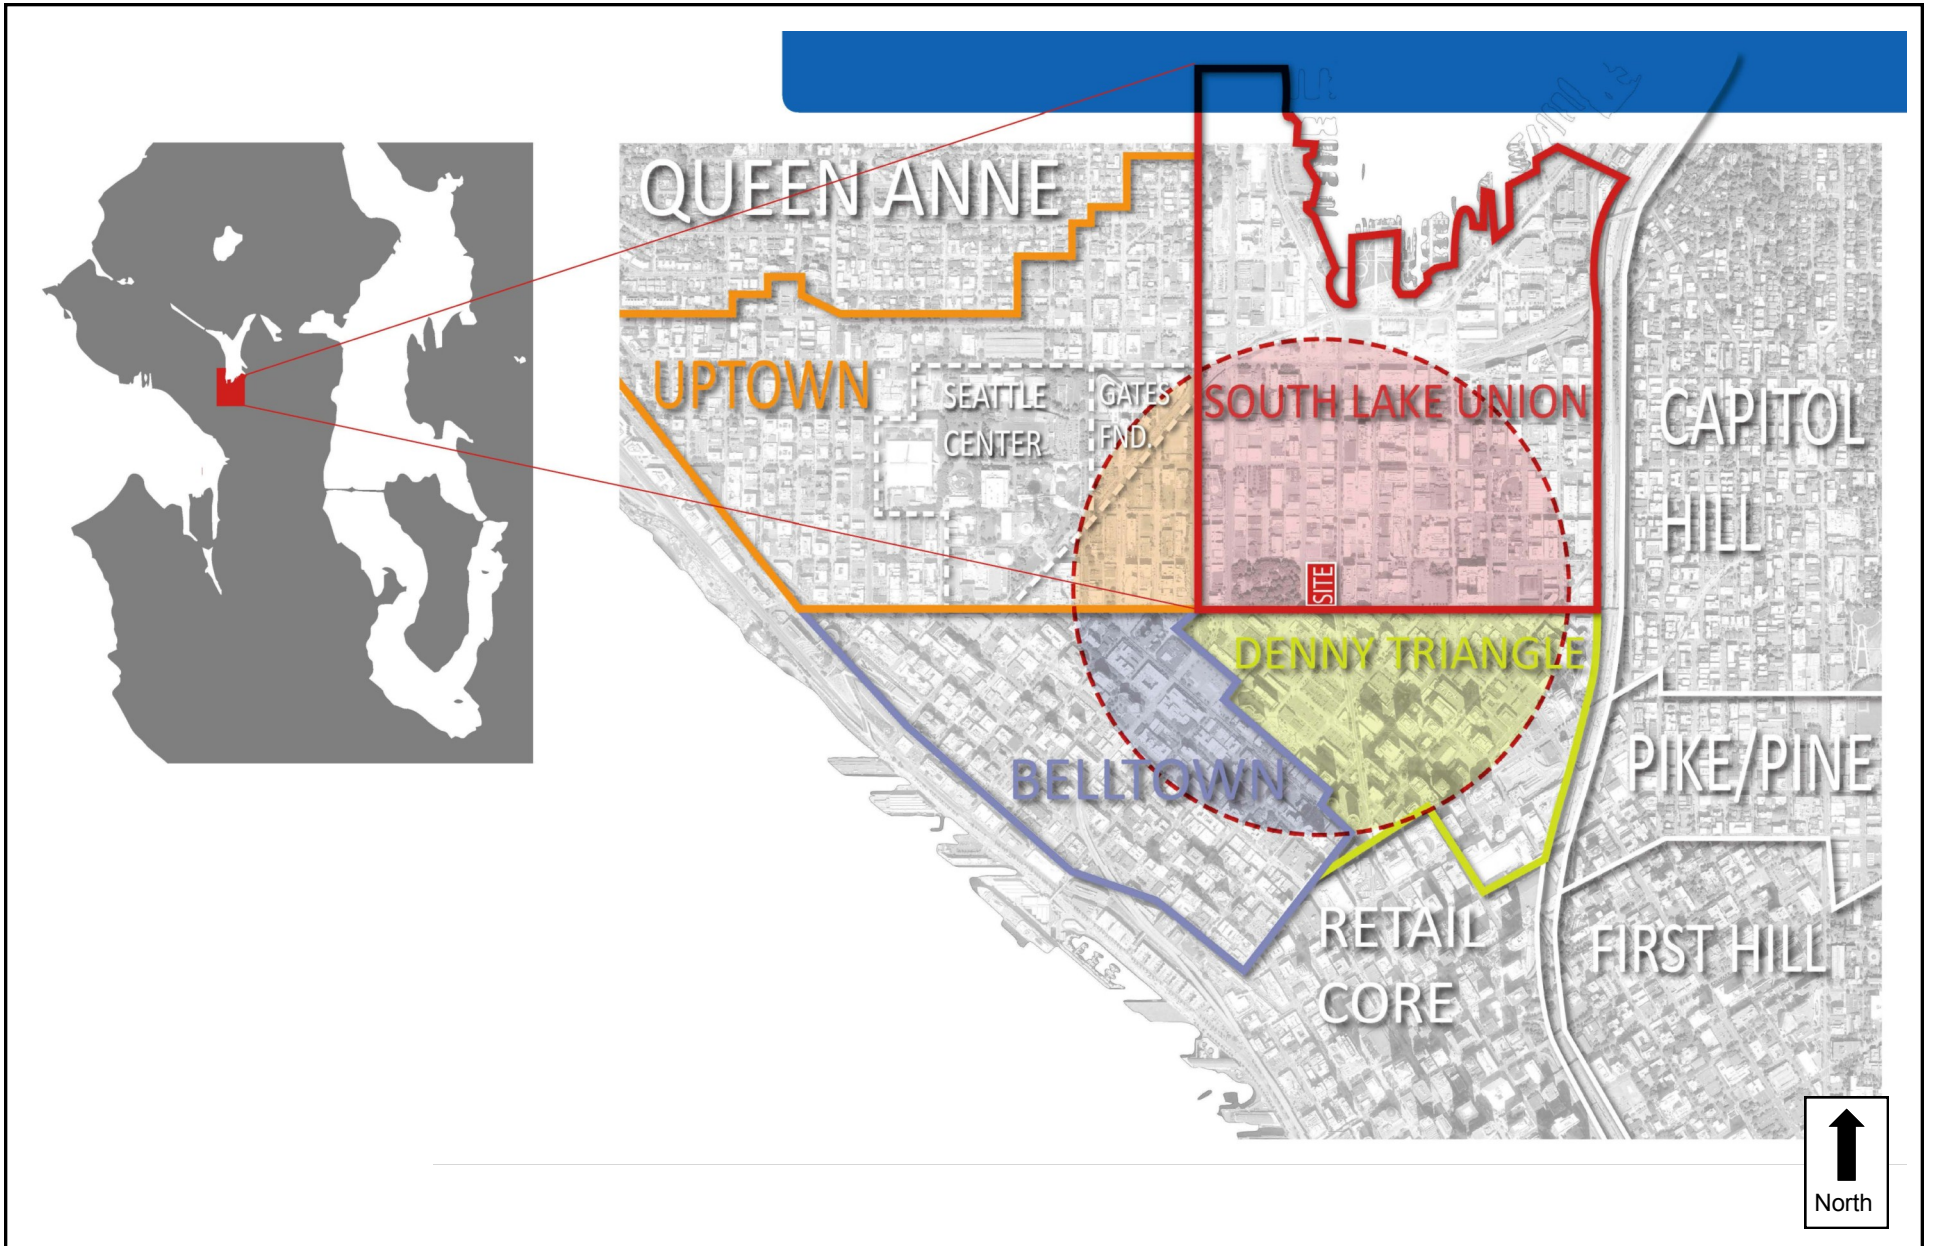 QUEEN ANNE
UPTOWN
SEATTLE
CENTER
GATES
FND.
SOUTH LAKE UNION
CAPITOL
HILL
SITE
DENNY TRIANGLE
BELLTOWN
PIKE/PINE
RETAIL
CORE
FIRST HILL
North